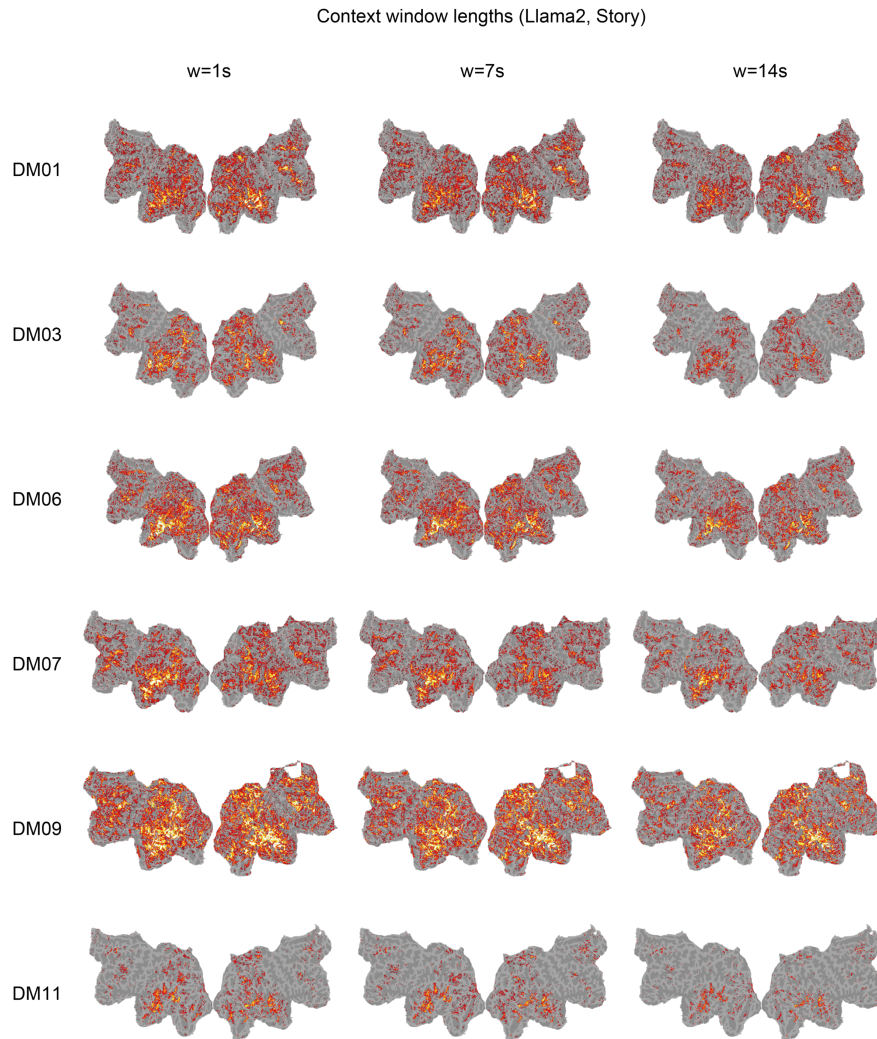 Context window lengths (Llama2, Story)
w=1s
w=7s
w=14s
DM01
DM03
DM06
DM07
DM09
DM11